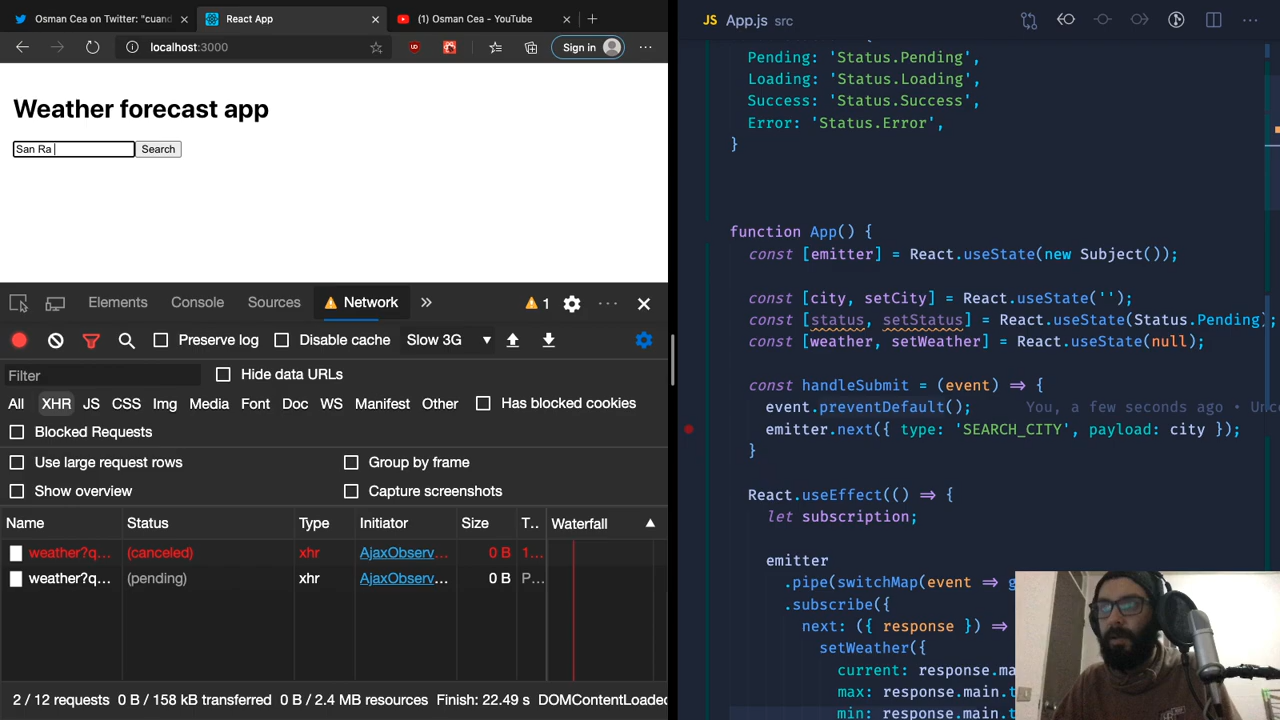 Osman Cea on Twitter: "cuand
React App
(1) Osman Cea - YouTube
localhost:3000
Sign in
Weather forecast app
San Ra
Search
Elements
Console
Sources
Network
1
Preserve log
Disable cache
Slow 3G
Filter
Hide data URLs
All
XHR
JS
CSS
Img
Media
Font
Doc
WS
Manifest
Other
Has blocked cookies
Blocked Requests
Use large request rows
Group by frame
Show overview
Capture screenshots
Name
Status
Type
Initiator
Size
T..
Waterfall
weather?q...
(canceled)
xhr
AjaxObserv...
0 B
1...
weather?q...
(pending)
xhr
AjaxObserv...
0 B
P...
2 / 12 requests
0 B / 158 kB transferred
0 B / 2.4 MB resources
Finish: 22.49 s
DOMContentLoaded
JS App.js src
Pending: 'Status.Pending',
Loading: 'Status.Loading',
Success: 'Status.Success',
Error: 'Status.Error',
}
function App() {
const [emitter] = React.useState(new Subject());
const [city, setCity] = React.useState('');
const [status, setStatus] = React.useState(Status.Pending);
const [weather, setWeather] = React.useState(null);
const handleSubmit = (event) => {
event.preventDefault(); You, a few seconds ago • Unc
emitter.next({ type: 'SEARCH_CITY', payload: city });
}
React.useEffect(() => {
let subscription;
emitter
.pipe(switchMap(event => g
.subscribe({
next: ({ response }) =>
setWeather({
current: response.ma
max: response.main.t
min: response.main.t